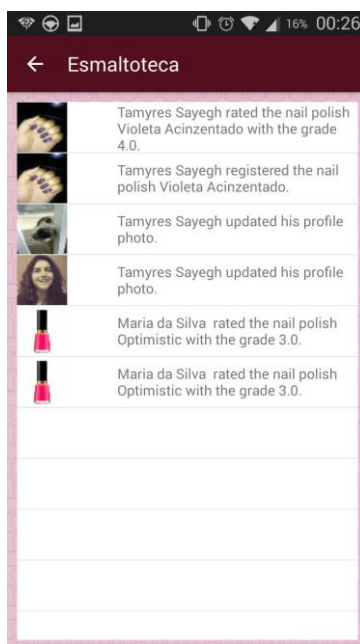 16% 00:26
Esmaltoteca
Tamyres Sayegh rated the nail polish
Violeta Acinzentado with the grade
4.0.
Tamyres Sayegh registered the nail
polish Violeta Acinzentado.
Tamyres Sayegh updated his profile
photo.
Tamyres Sayegh updated his profile
photo.
Maria da Silva  rated the nail polish
Optimistic with the grade 3.0.
Maria da Silva  rated the nail polish
Optimistic with the grade 3.0.